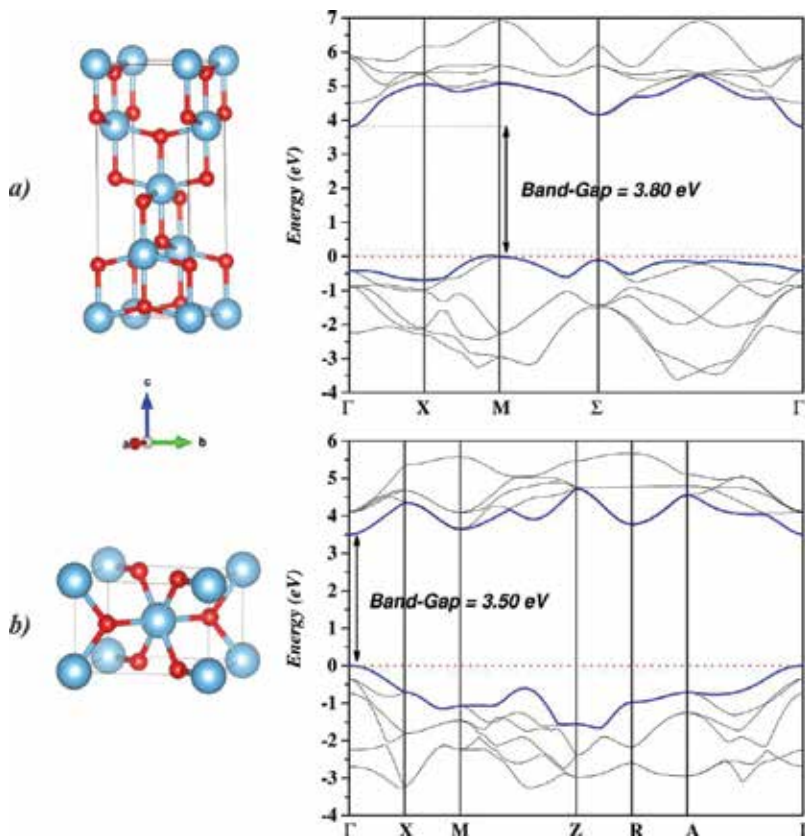 a)
7
6
5
4
3
2
1
0
-1
-2
-3
-4
Energy (eV)
Band-Gap = 3.80 eV
Γ X M Σ Γ
c
a b
b)
6
5
4
3
2
1
0
-1
-2
-3
-4
Energy (eV)
Band-Gap = 3.50 eV
Γ X M Z R A